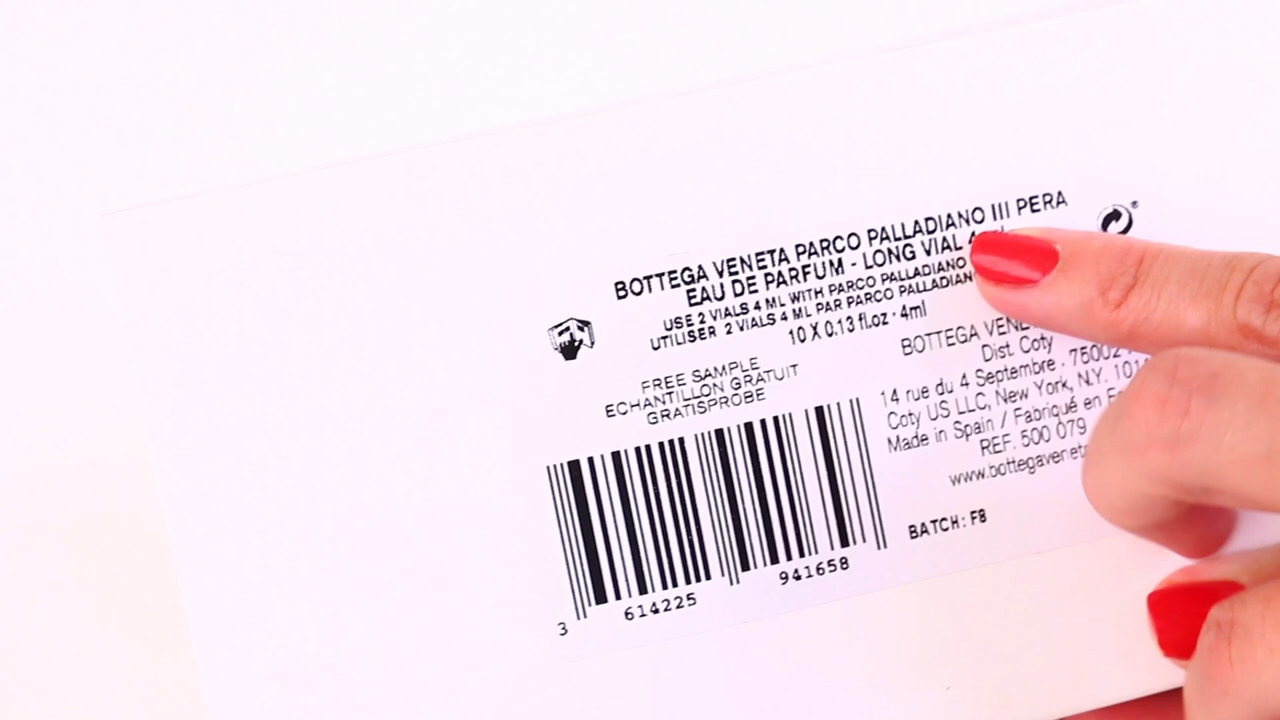 BOTTEGA VENETA PARCO PALLADIANO III PERA
EAU DE PARFUM - LONG VIAL
USE 2 VIALS 4 ML WITH PARCO PALLADIANO
UTILISER 2 VIALS 4 ML PAR PARCO
10 X 0.13 fl.oz · 4ml
FREE SAMPLE
ECHANTILLON GRATUIT
GRATISPROBE
BOTTEGA
Dist. Coty
14 rue du 4 Septembre · 75002
Coty US LLC, New York, N.Y.
Made in Spain / Fabriqué en
REF. 500 079
BATCH: F8
3 614225 941658